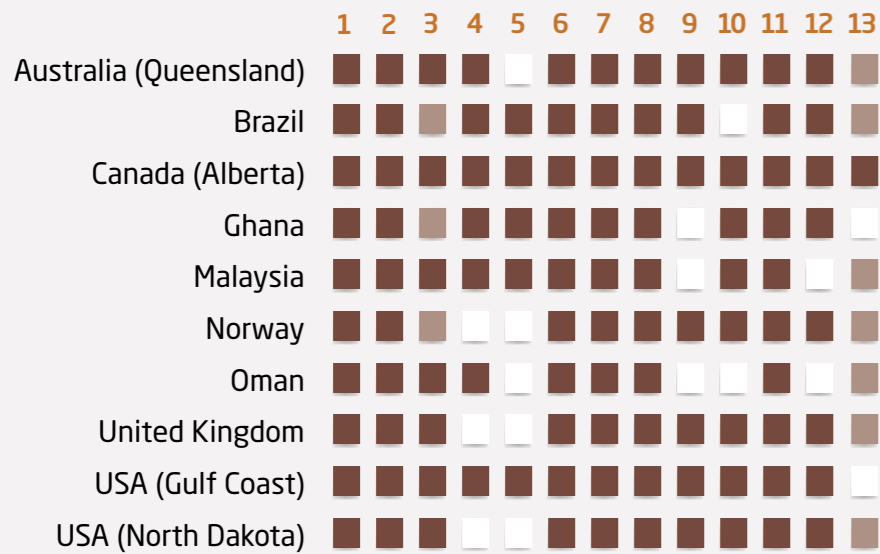 1 2 3 4 5 6 7 8 9 10 11 12 13
Australia (Queensland)
Brazil
Canada (Alberta)
Ghana
Malaysia
Norway
Oman
United Kingdom
USA (Gulf Coast)
USA (North Dakota)